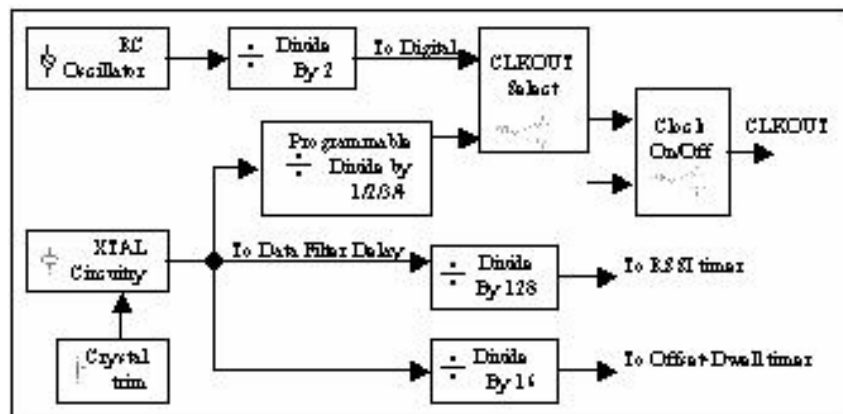 RC
Oscillator
÷ Divide
By 2
To Digital
CLKOUT
Select
Programmable
÷ Divide by
1/2/3/4
Clock
On/Off
CLKOUT
XTAL
Circuitry
To Data Filter Delay
÷ Divide
By 128
To RSSI timer
Crystal
trim
÷ Divide
By 16
To Offset-Dwell timer